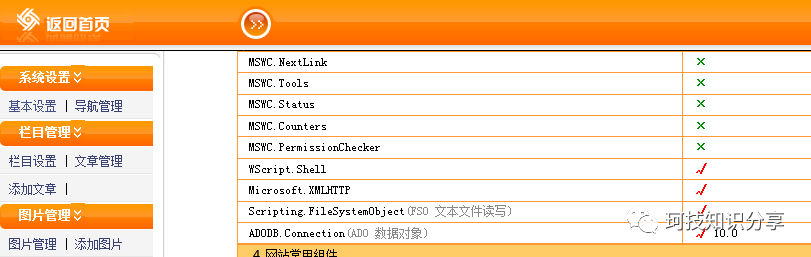 返回首页
系统设置
基本设置 | 导航管理
栏目管理
栏目设置 | 文章管理
添加文章 |
图片管理
图片管理 | 添加图片
MSWC.NextLink ×
MSWC.Tools ×
MSWC.Status ×
MSWC.Counters ×
MSWC.PermissionChecker ×
WScript.Shell √
Microsoft.XMLHTTP √
Scripting.FileSystemObject(FSO 文本文件读写) √
ADODB.Connection(ADO 数据对象) √ 10.0
4 网站常用组件
珂技知识分享